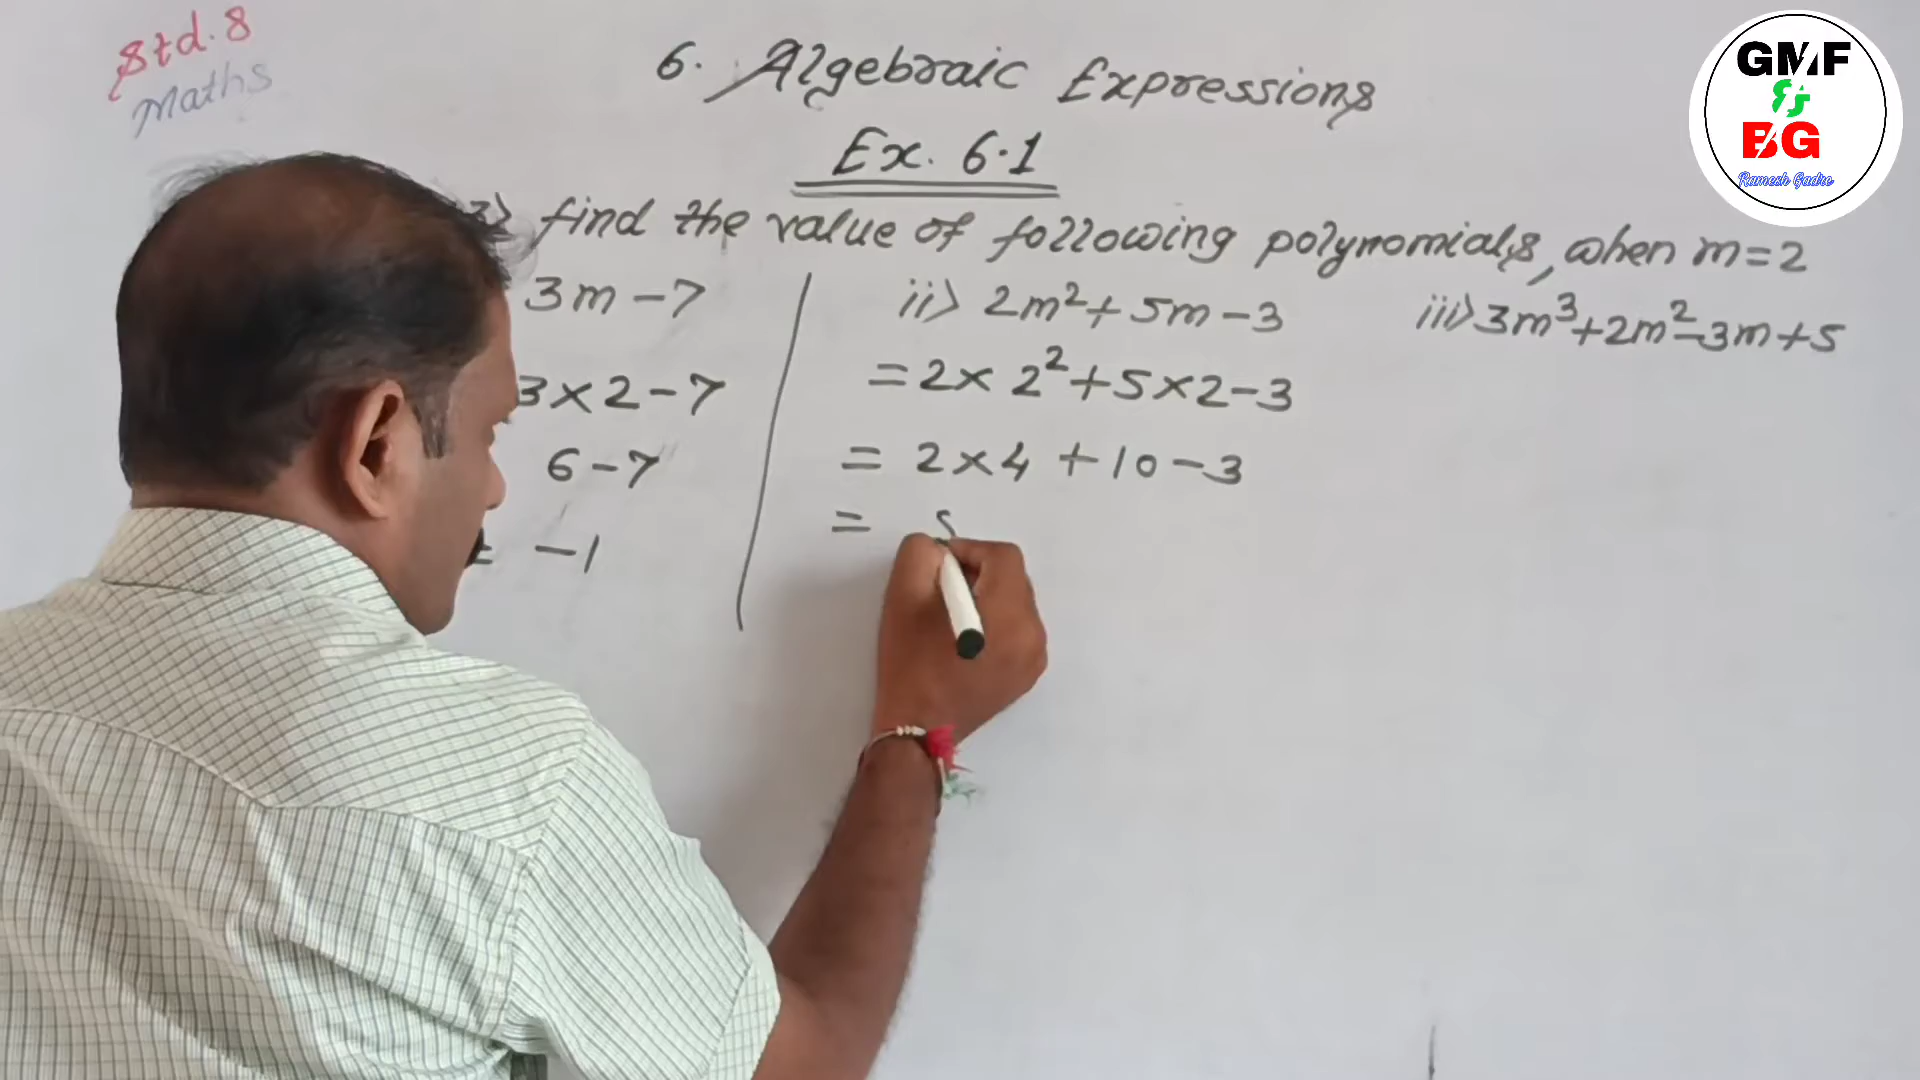 Std.8
Maths
6. Algebraic Expressions
Ex. 6.1
find the value of following polynomials, when m=2
3m-7
3×2-7
6-7
= -1
ii> 2m²+5m-3
=2×2²+5×2-3
= 2×4+10-3
=
iii>3m³+2m²-3m+5
GMF
BG
Ramesh Gadre